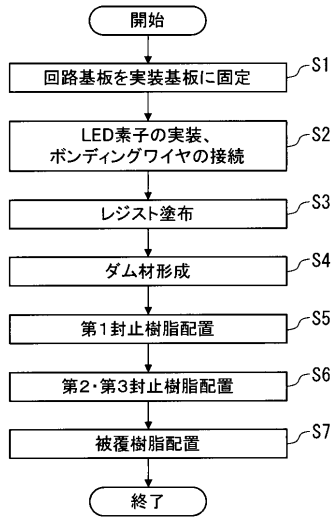 開始
回路基板を実装基板に固定
S1
LED素子の実装、
ボンディングワイヤの接続
S2
レジスト塗布
S3
ダム材形成
S4
第1封止樹脂配置
S5
第2・第3封止樹脂配置
S6
被覆樹脂配置
S7
終了